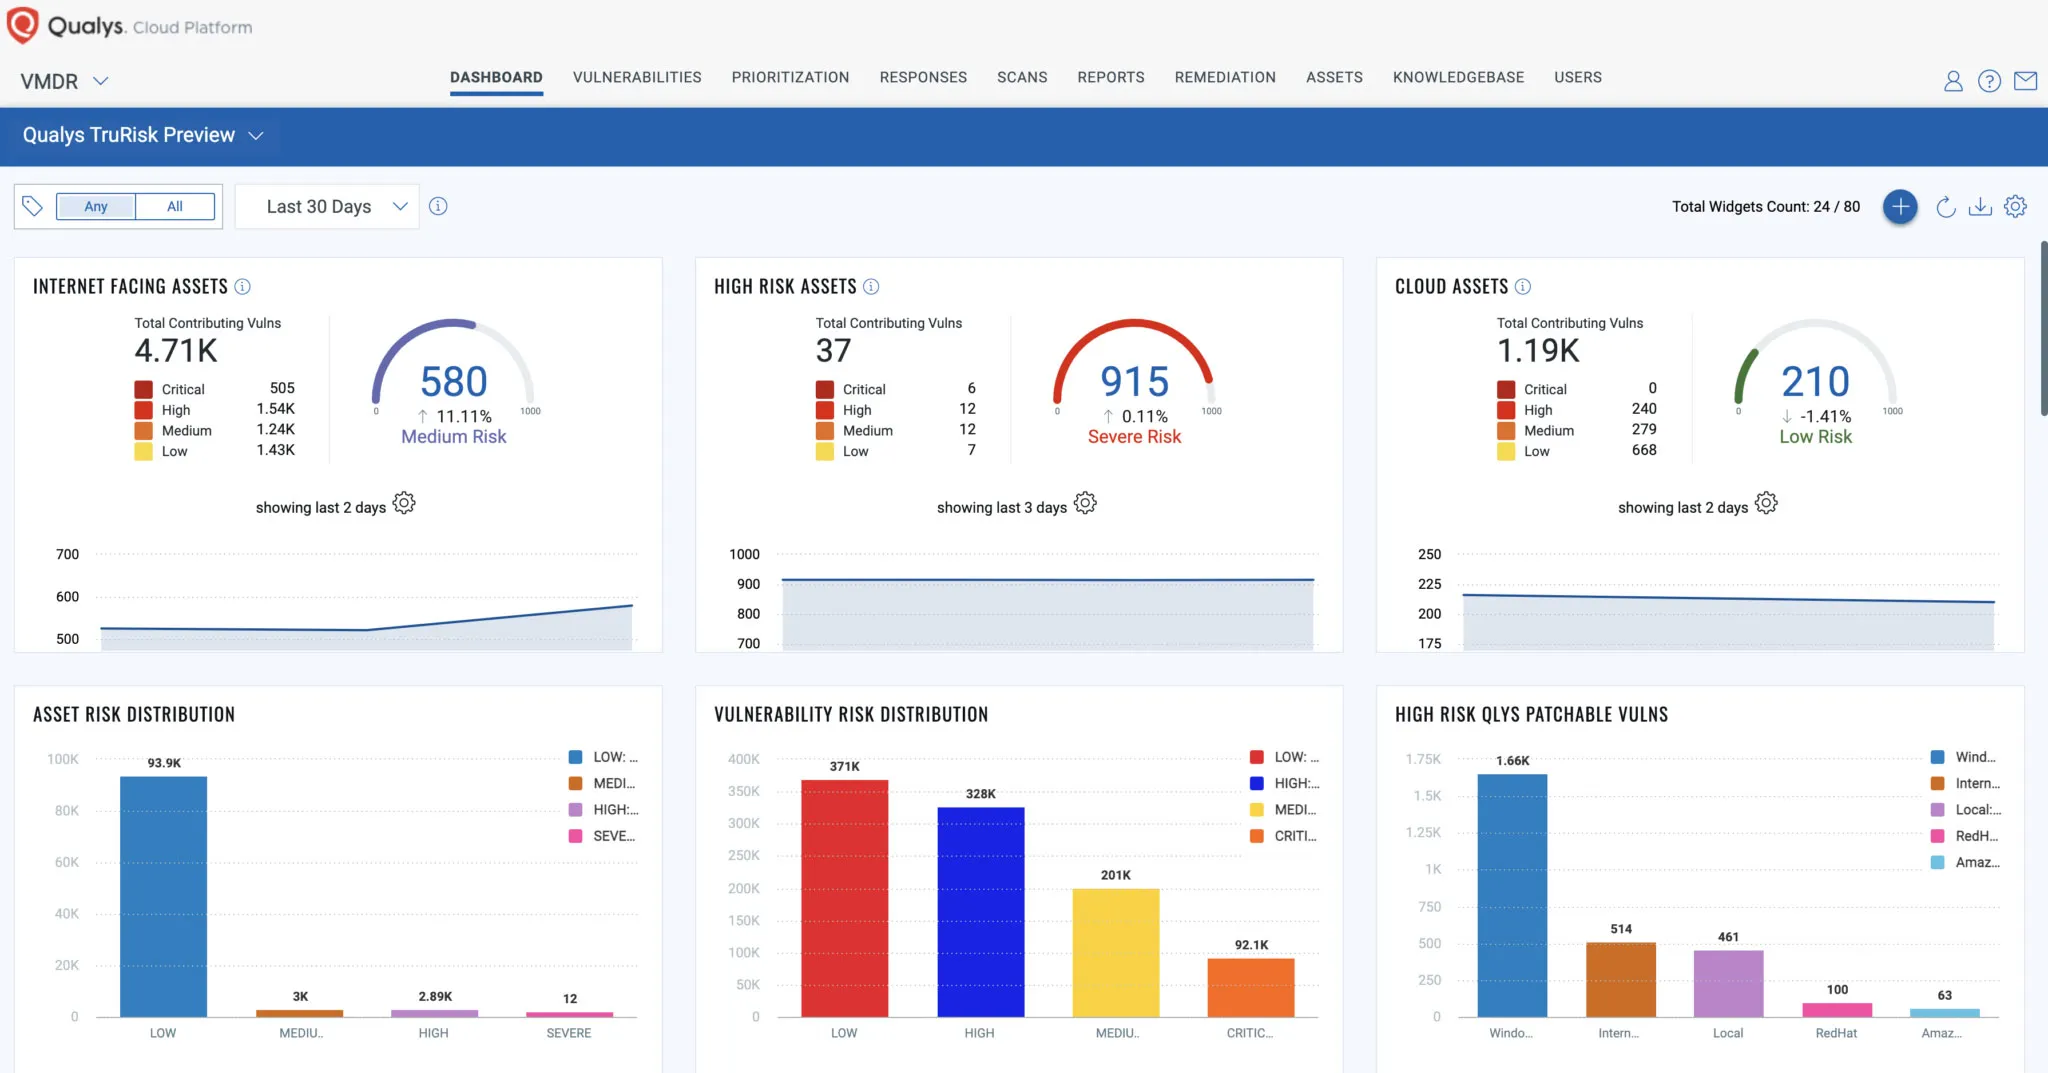 Qualys. Cloud Platform
VMDR
DASHBOARD VULNERABILITIES PRIORITIZATION RESPONSES SCANS REPORTS REMEDIATION ASSETS KNOWLEDGEBASE USERS
Qualys TruRisk Preview
Any All
Last 30 Days
Total Widgets Count: 24 / 80
INTERNET FACING ASSETS
Total Contributing Vulns
4.71K
Critical 505
High 1.54K
Medium 1.24K
Low 1.43K
580
0 1000
11.11%
Medium Risk
showing last 2 days
700
600
500
HIGH RISK ASSETS
Total Contributing Vulns
37
Critical 6
High 12
Medium 12
Low 7
915
0 1000
0.11%
Severe Risk
showing last 3 days
1000
900
800
700
CLOUD ASSETS
Total Contributing Vulns
1.19K
Critical 0
High 240
Medium 279
Low 668
210
0 1000
-1.41%
Low Risk
showing last 2 days
250
225
200
175
ASSET RISK DISTRIBUTION
100K
80K
60K
40K
20K
0
93.9K
3K
2.89K
12
LOW
MEDIU..
HIGH
SEVERE
LOW: ...
MEDI...
HIGH:...
SEVE...
VULNERABILITY RISK DISTRIBUTION
400K
350K
300K
250K
200K
150K
100K
50K
0
371K
328K
201K
92.1K
LOW
HIGH
MEDIU..
CRITIC...
LOW: ...
HIGH:...
MEDI...
CRITI...
HIGH RISK QLYS PATCHABLE VULNS
1.75K
1.5K
1.25K
1K
750
500
250
0
1.66K
514
461
100
63
Windo...
Intern...
Local
RedHat
Amaz...
Wind...
Intern...
Local:...
RedH...
Amaz...